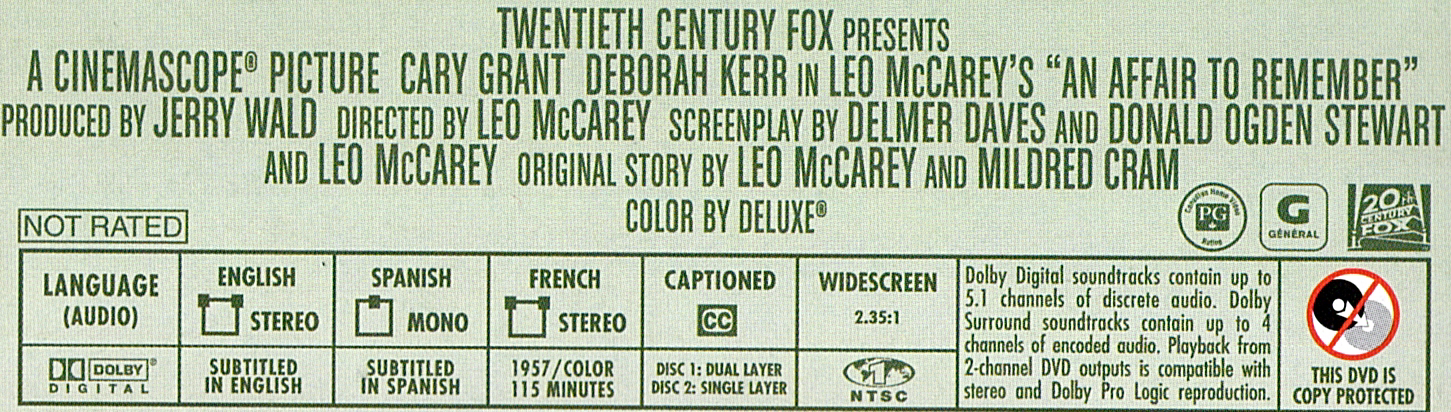 TWENTIETH CENTURY FOX PRESENTS
A CINEMASCOPE® PICTURE CARY GRANT DEBORAH KERR IN LEO McCAREY'S "AN AFFAIR TO REMEMBER"
PRODUCED BY JERRY WALD DIRECTED BY LEO McCAREY SCREENPLAY BY DELMER DAVES AND DONALD OGDEN STEWART
AND LEO McCAREY ORIGINAL STORY BY LEO McCAREY AND MILDRED CRAM
COLOR BY DELUXE®
Canadian Home Video
PG
Rating
G
GÉNÉRAL
20th
CENTURY
FOX
NOT RATED
LANGUAGE
(AUDIO)
ENGLISH
STEREO
SPANISH
MONO
FRENCH
STEREO
CAPTIONED
CC
WIDESCREEN
2.35:1
DOLBY®
DIGITAL
SUBTITLED
IN ENGLISH
SUBTITLED
IN SPANISH
1957/COLOR
115 MINUTES
DISC 1: DUAL LAYER
DISC 2: SINGLE LAYER
1
NTSC
Dolby Digital soundtracks contain up to
5.1 channels of discrete audio. Dolby
Surround soundtracks contain up to 4
channels of encoded audio. Playback from
2-channel DVD outputs is compatible with
stereo and Dolby Pro Logic reproduction.
THIS DVD IS
COPY PROTECTED